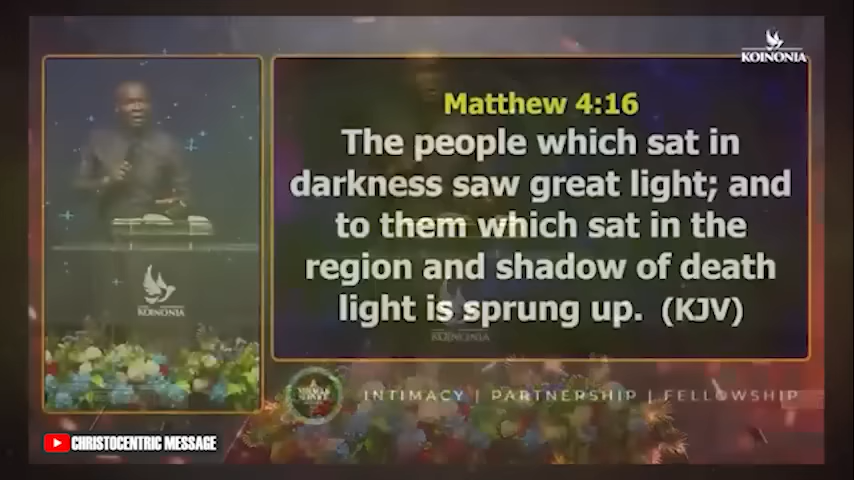 KOINONIA
Matthew 4:16
The people which sat in
darkness saw great light; and
to them which sat in the
region and shadow of death
light is sprung up. (KJV)
KOINONIA
KOINONIA
INTIMACY | PARTNERSHIP | FELLOWSHIP
CHRISTOCENTRIC MESSAGE